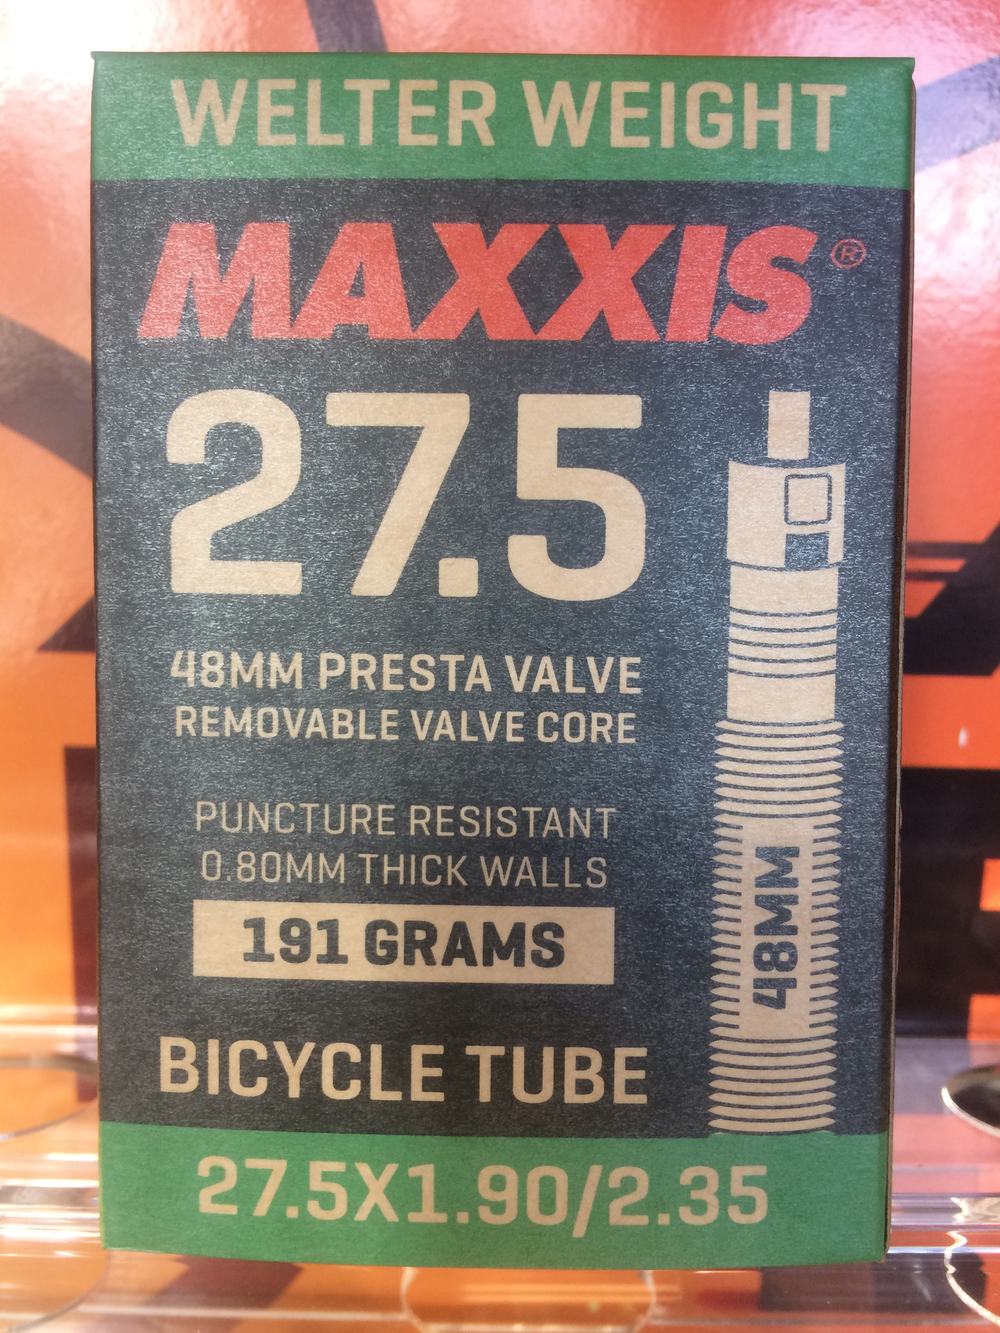 WELTER WEIGHT
MAXXIS®
27.5
48MM PRESTA VALVE
REMOVABLE VALVE CORE
PUNCTURE RESISTANT
0.80MM THICK WALLS
191 GRAMS
48MM
BICYCLE TUBE
27.5X1.90/2.35